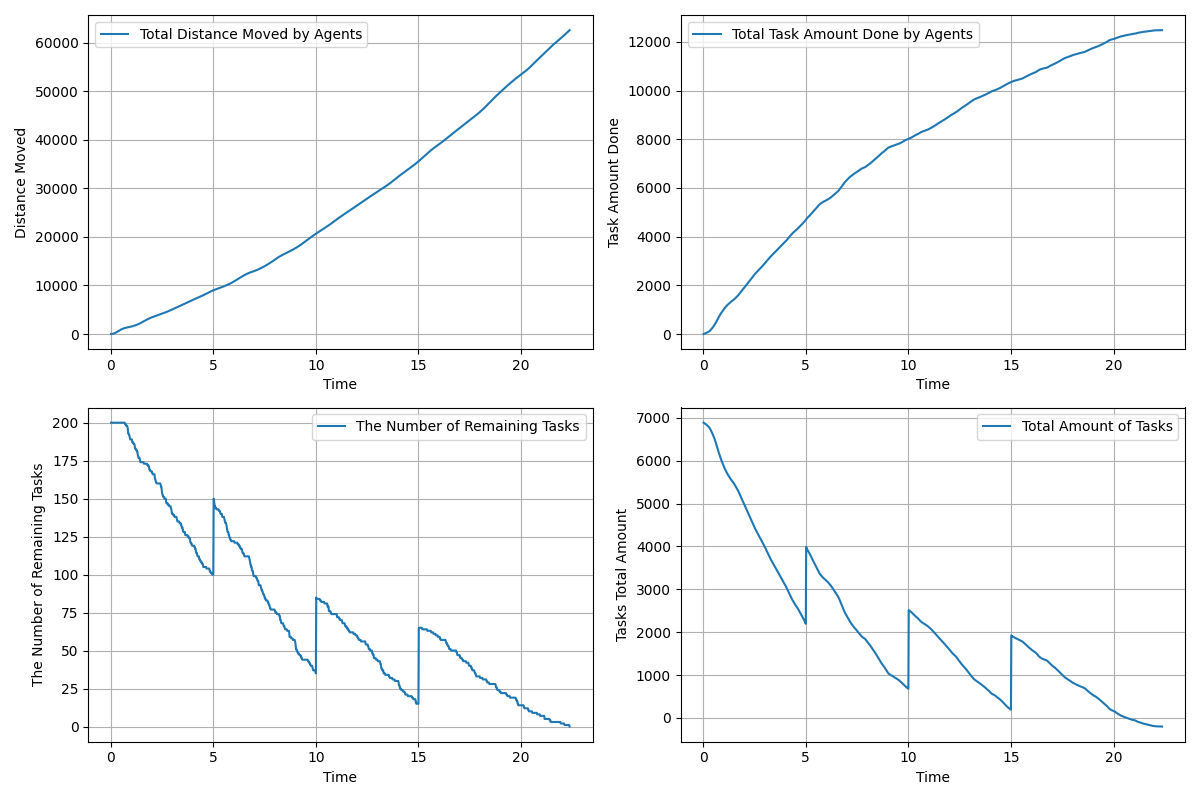 Total Distance Moved by Agents
Distance Moved
60000
50000
40000
30000
20000
10000
0
0 5 10 15 20
Time
Total Task Amount Done by Agents
Task Amount Done
12000
10000
8000
6000
4000
2000
0
0 5 10 15 20
Time
The Number of Remaining Tasks
The Number of Remaining Tasks
200
175
150
125
100
75
50
25
0
0 5 10 15 20
Time
Total Amount of Tasks
Tasks Total Amount
7000
6000
5000
4000
3000
2000
1000
0
0 5 10 15 20
Time